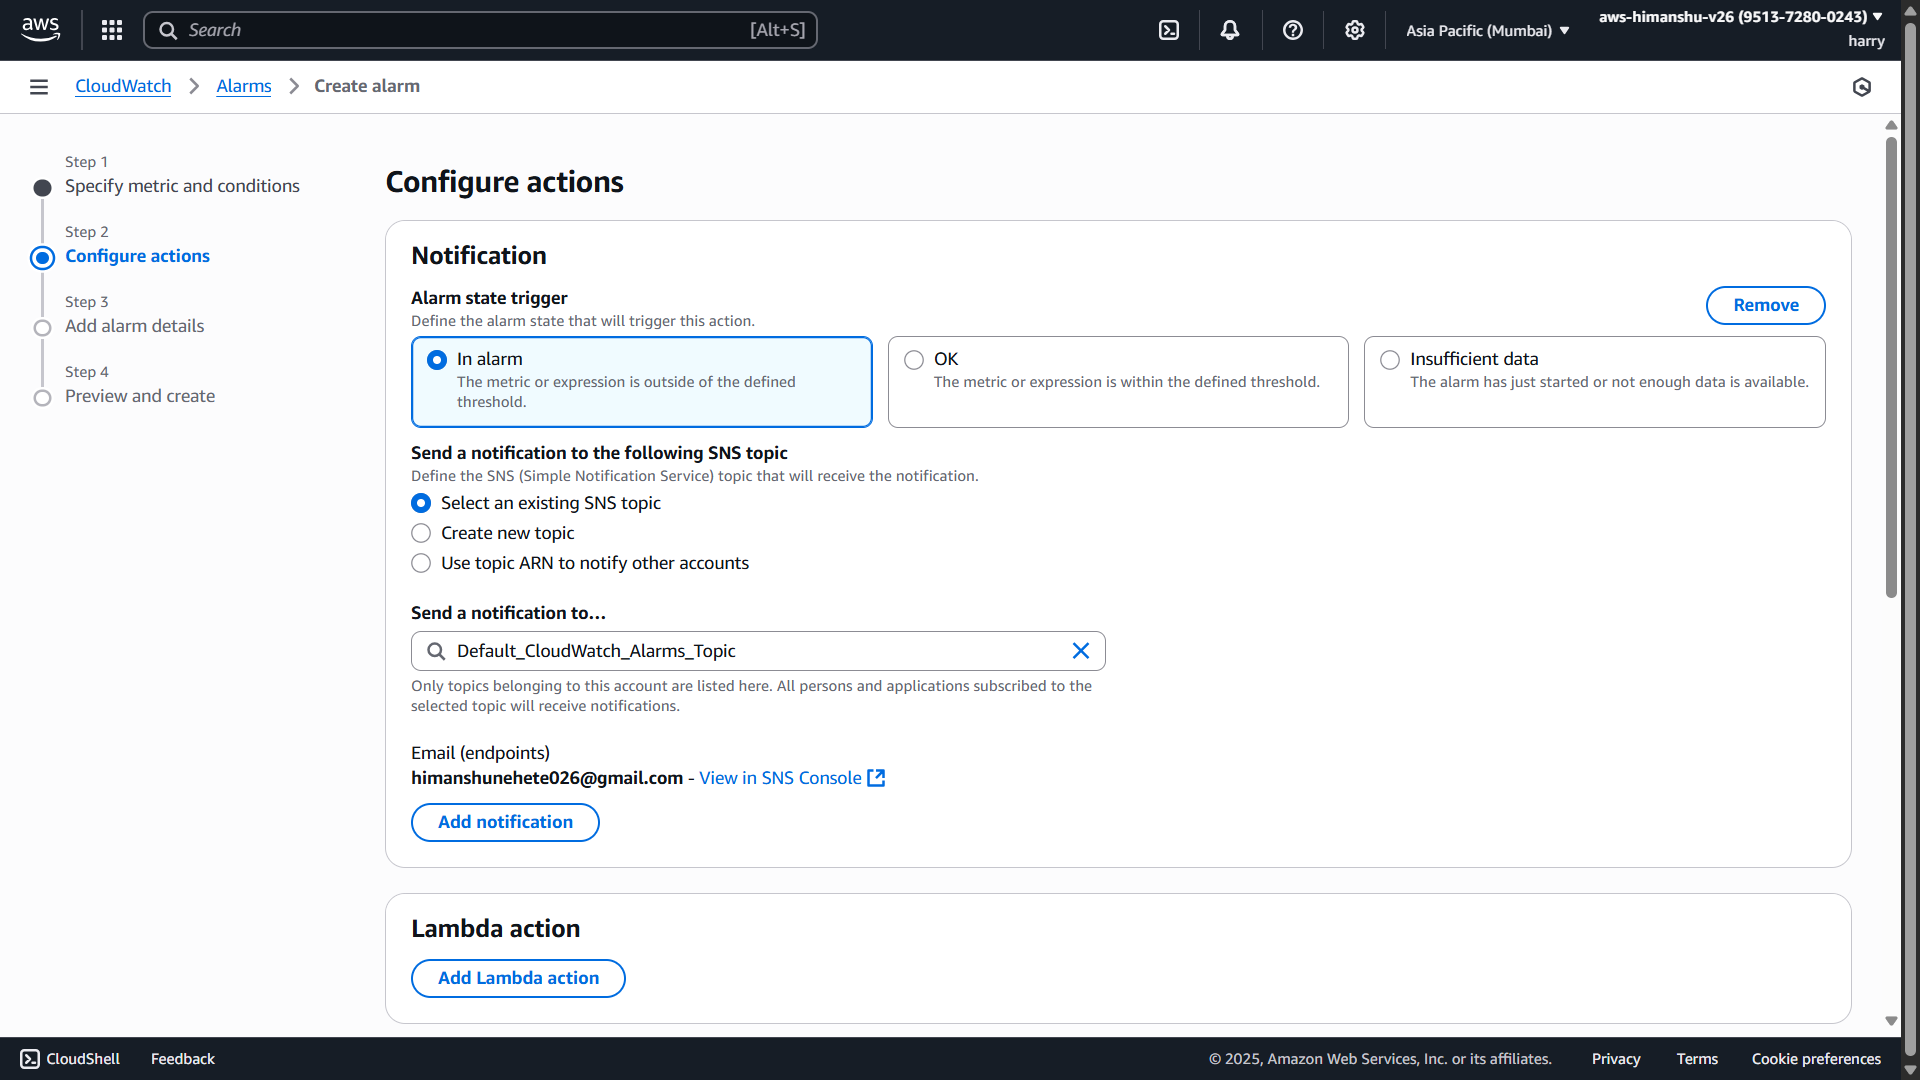 aws
Search
[Alt+S]
Asia Pacific (Mumbai)
aws-himanshu-v26 (9513-7280-0243)
harry
CloudWatch
Alarms
Create alarm
Step 1
Specify metric and conditions
Step 2
Configure actions
Step 3
Add alarm details
Step 4
Preview and create
Configure actions
Notification
Alarm state trigger
Define the alarm state that will trigger this action.
Remove
In alarm
The metric or expression is outside of the defined
threshold.
OK
The metric or expression is within the defined threshold.
Insufficient data
The alarm has just started or not enough data is available.
Send a notification to the following SNS topic
Define the SNS (Simple Notification Service) topic that will receive the notification.
Select an existing SNS topic
Create new topic
Use topic ARN to notify other accounts
Send a notification to…
Default_CloudWatch_Alarms_Topic
Only topics belonging to this account are listed here. All persons and applications subscribed to the
selected topic will receive notifications.
Email (endpoints)
himanshunehete026@gmail.com - View in SNS Console
Add notification
Lambda action
Add Lambda action
CloudShell
Feedback
© 2025, Amazon Web Services, Inc. or its affiliates.
Privacy
Terms
Cookie preferences